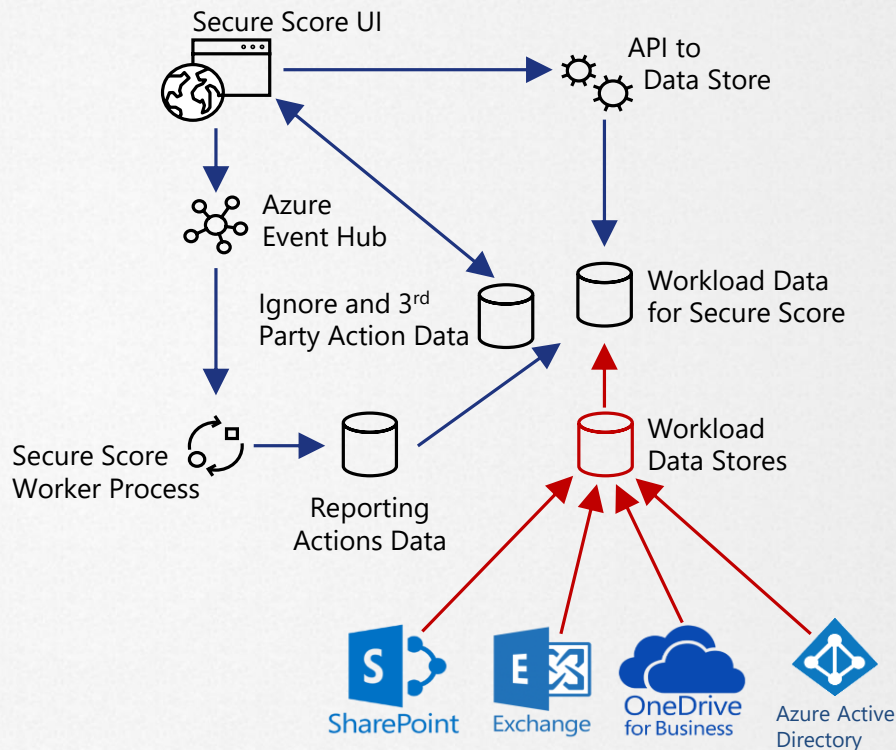 Secure Score UI
API to
Data Store
Azure
Event Hub
Ignore and 3rd
Party Action Data
Workload Data
for Secure Score
Secure Score
Worker Process
Reporting
Actions Data
Workload
Data Stores
S
SharePoint
E
Exchange
OneDrive
for Business
Azure Active
Directory